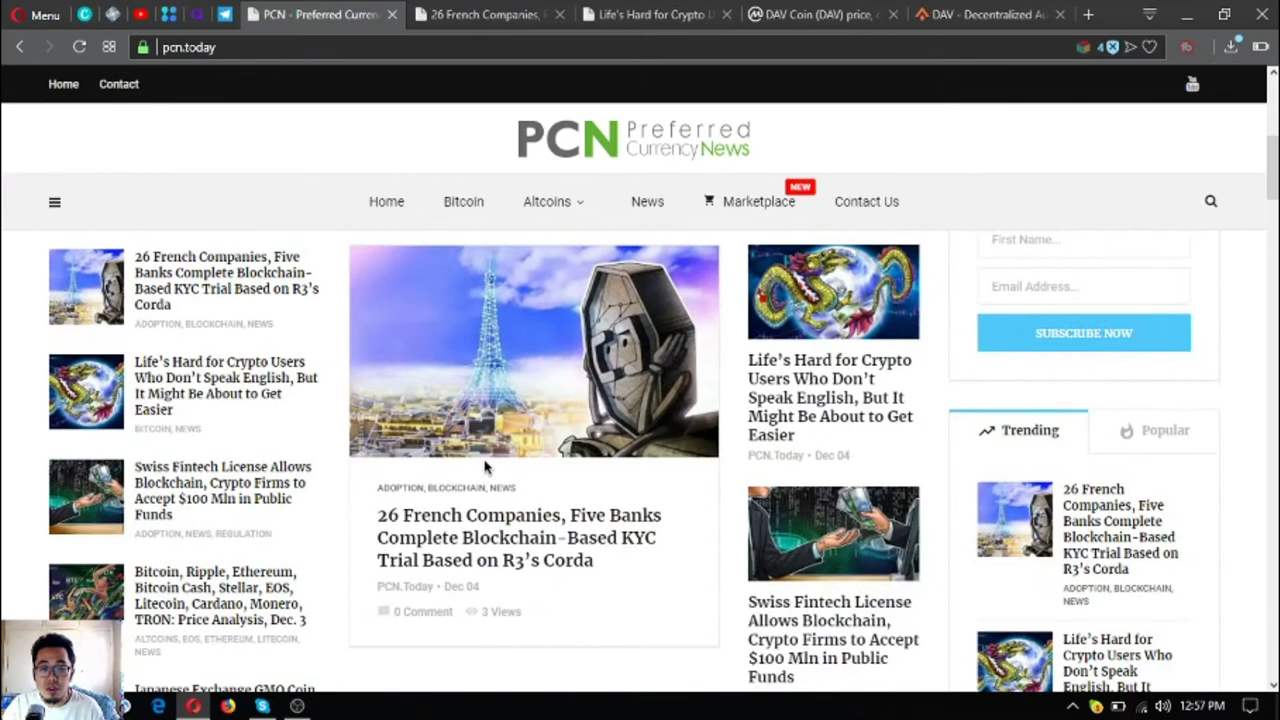 Menu
PCN - Preferred Curren
26 French Companies, F
Life's Hard for Crypto U
DAV Coin (DAV) price,
DAV - Decentralized Au
pcn.today
4
Home
Contact
You
PCN Preferred
CurrencyNews
Home
Bitcoin
Altcoins
News
Marketplace
NEW
Contact Us
26 French Companies, Five
Banks Complete Blockchain-
Based KYC Trial Based on R3's
Corda
ADOPTION, BLOCKCHAIN, NEWS
Life's Hard for Crypto Users
Who Don't Speak English, But
It Might Be About to Get
Easier
BITCOIN, NEWS
Swiss Fintech License Allows
Blockchain, Crypto Firms to
Accept $100 Mln in Public
Funds
ADOPTION, NEWS, REGULATION
Bitcoin, Ripple, Ethereum,
Bitcoin Cash, Stellar, EOS,
Litecoin, Cardano, Monero,
TRON: Price Analysis, Dec. 3
ALTCOINS, EOS, ETHEREUM, LITECOIN,
NEWS
Japanese Exchange GMO Coin
ADOPTION, BLOCKCHAIN, NEWS
26 French Companies, Five Banks
Complete Blockchain-Based KYC
Trial Based on R3's Corda
PCN.Today • Dec 04
0 Comment
3 Views
Life's Hard for Crypto
Users Who Don't
Speak English, But It
Might Be About to Get
Easier
PCN.Today • Dec 04
Swiss Fintech License
Allows Blockchain,
Crypto Firms to Accept
$100 Mln in Public
Funds
First Name...
Email Address...
SUBSCRIBE NOW
Trending
Popular
26 French
Companies, Five
Banks Complete
Blockchain-Based
KYC Trial Based on
R3's Corda
ADOPTION, BLOCKCHAIN,
NEWS
Life's Hard for
Crypto Users Who
Don't Speak
English, But It
12:57 PM